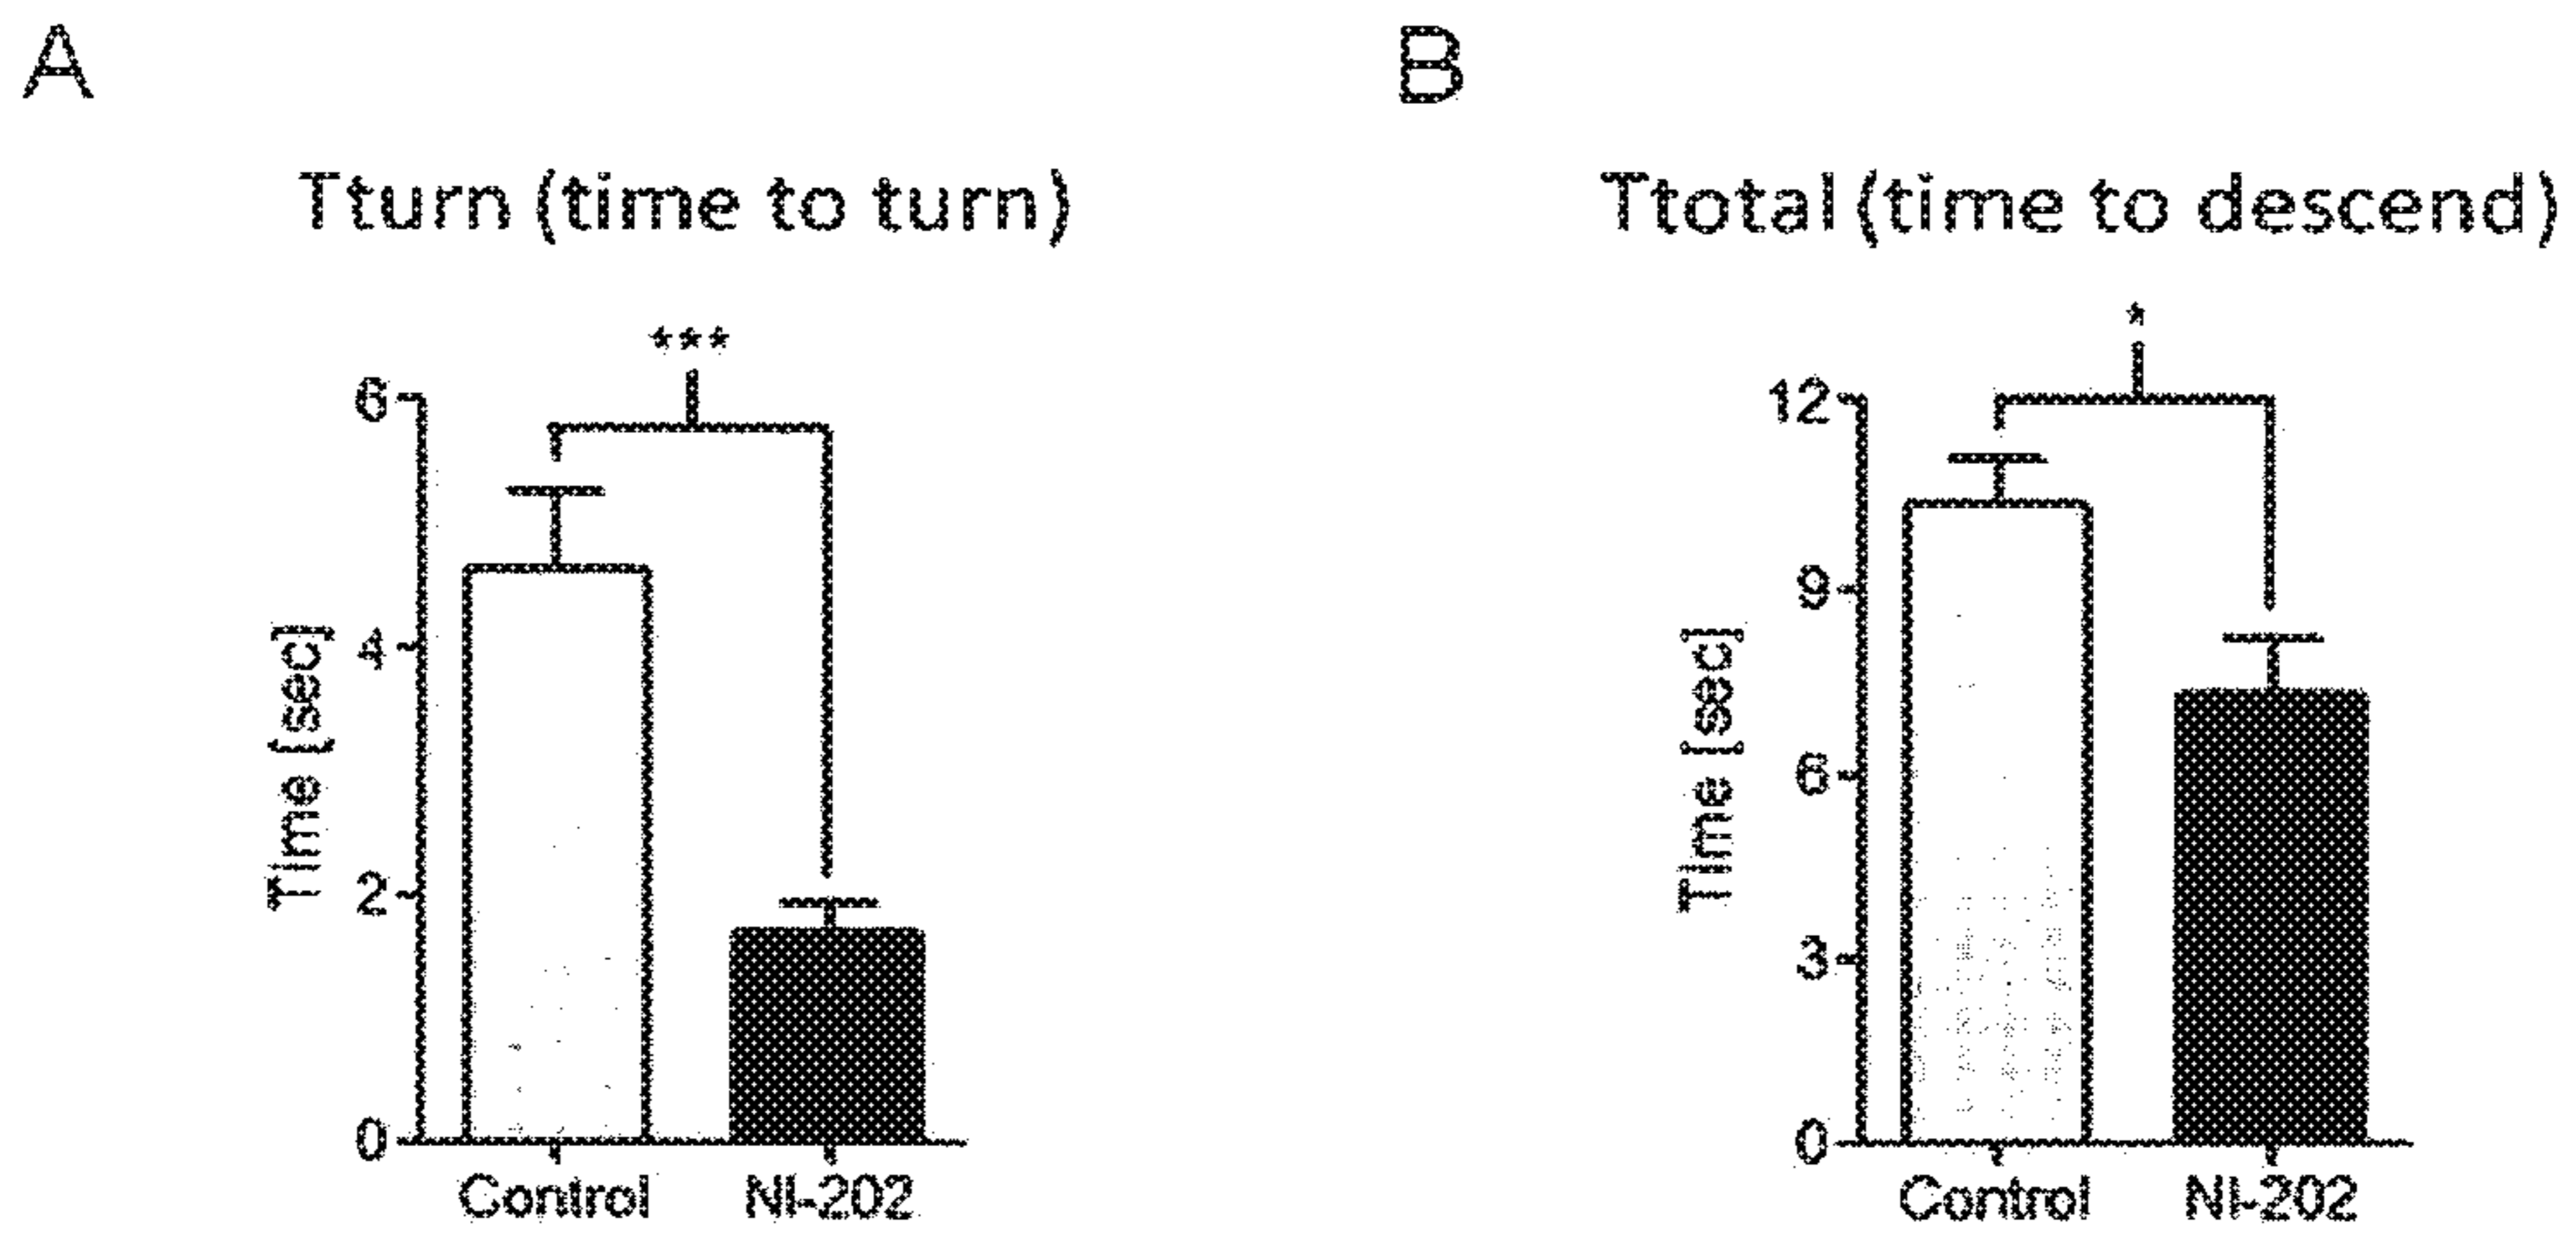 A
Tturn (time to turn)
***
6
4
2
0
Time [sec]
Control NI-202
B
Ttotal (time to descend)
*
12
9
6
3
0
Time [sec]
Control NI-202